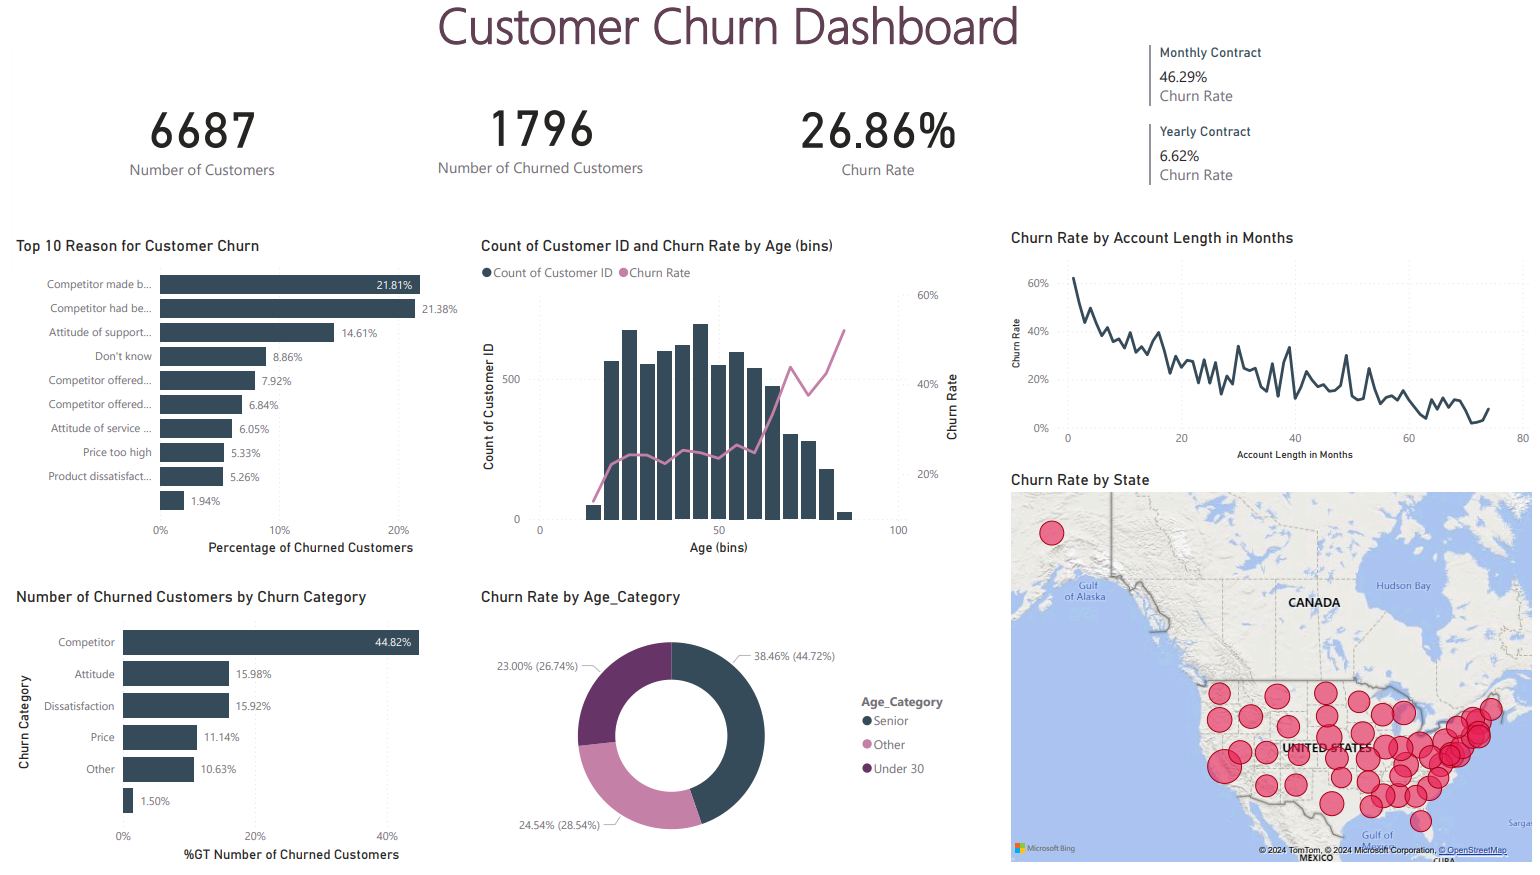 Customer Churn Dashboard
Monthly Contract
46.29%
Churn Rate
Yearly Contract
6.62%
Churn Rate
6687
Number of Customers
1796
Number of Churned Customers
26.86%
Churn Rate
Top 10 Reason for Customer Churn
Competitor made b... 21.81%
Competitor had be... 21.38%
Attitude of support... 14.61%
Don't know 8.86%
Competitor offered... 7.92%
Competitor offered... 6.84%
Attitude of service ... 6.05%
Price too high 5.33%
Product dissatisfact... 5.26%
1.94%
0% 10% 20%
Percentage of Churned Customers
Count of Customer ID and Churn Rate by Age (bins)
Count of Customer ID Churn Rate
Count of Customer ID
500
0
60%
40%
20%
Churn Rate
0 50 100
Age (bins)
Churn Rate by Account Length in Months
Churn Rate
60%
40%
20%
0%
0 20 40 60 80
Account Length in Months
Number of Churned Customers by Churn Category
Churn Category
Competitor 44.82%
Attitude 15.98%
Dissatisfaction 15.92%
Price 11.14%
Other 10.63%
1.50%
0% 20% 40%
%GT Number of Churned Customers
Churn Rate by Age_Category
23.00% (26.74%)
38.46% (44.72%)
24.54% (28.54%)
Age_Category
Senior
Other
Under 30
Churn Rate by State
Gulf
of Alaska
Hudson Bay
CANADA
UNITED STATES
Gulf of
MEXICO
Microsoft Bing
© 2024 TomTom, © 2024 Microsoft Corporation, © OpenStreetMap